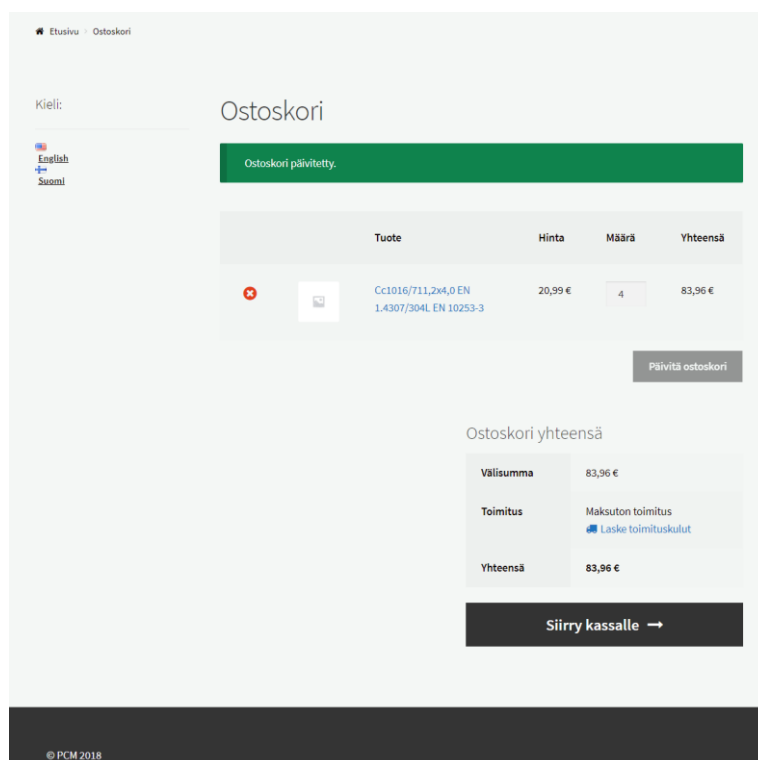 Etusivu / Ostoskori
Kieli:
English
Suomi
Ostoskori
Ostoskori päivitetty.
Tuote Hinta Määrä Yhteensä
Cc1016/711,2x4,0 EN 20,99 € 4 83,96 €
1.4307/304L EN 10253-3
Päivitä ostoskori
Ostoskori yhteensä
Välisumma 83,96 €
Toimitus Maksuton toimitus
Laske toimituskulut
Yhteensä 83,96 €
Siirry kassalle →
© PCM 2018